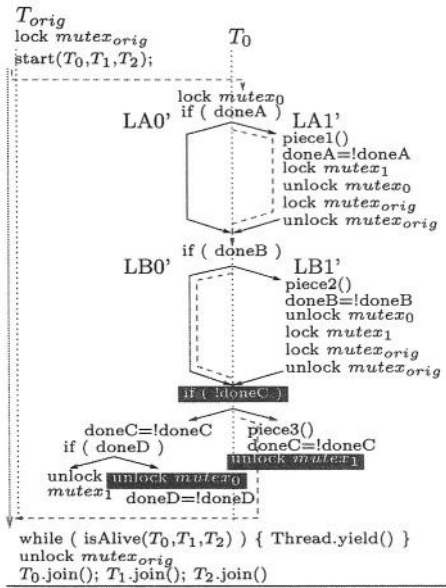 T_orig
lock mutex_orig
start(T_0,T_1,T_2);
T_0
lock mutex_0
if ( doneA )
LA0' LA1'
piece1()
doneA=!doneA
lock mutex_1
unlock mutex_0
lock mutex_orig
unlock mutex_orig
if ( doneB )
LB0' LB1'
piece2()
doneB=!doneB
unlock mutex_0
lock mutex_1
lock mutex_orig
unlock mutex_orig
if ( !doneC )
doneC=!doneC
if ( doneD )
unlock
mutex_1
unlock mutex_0
doneD=!doneD
piece3()
doneC=!doneC
unlock mutex_1
while ( isAlive(T_0,T_1,T_2) ) { Thread.yield() }
unlock mutex_orig
T_0.join(); T_1.join(); T_2.join()